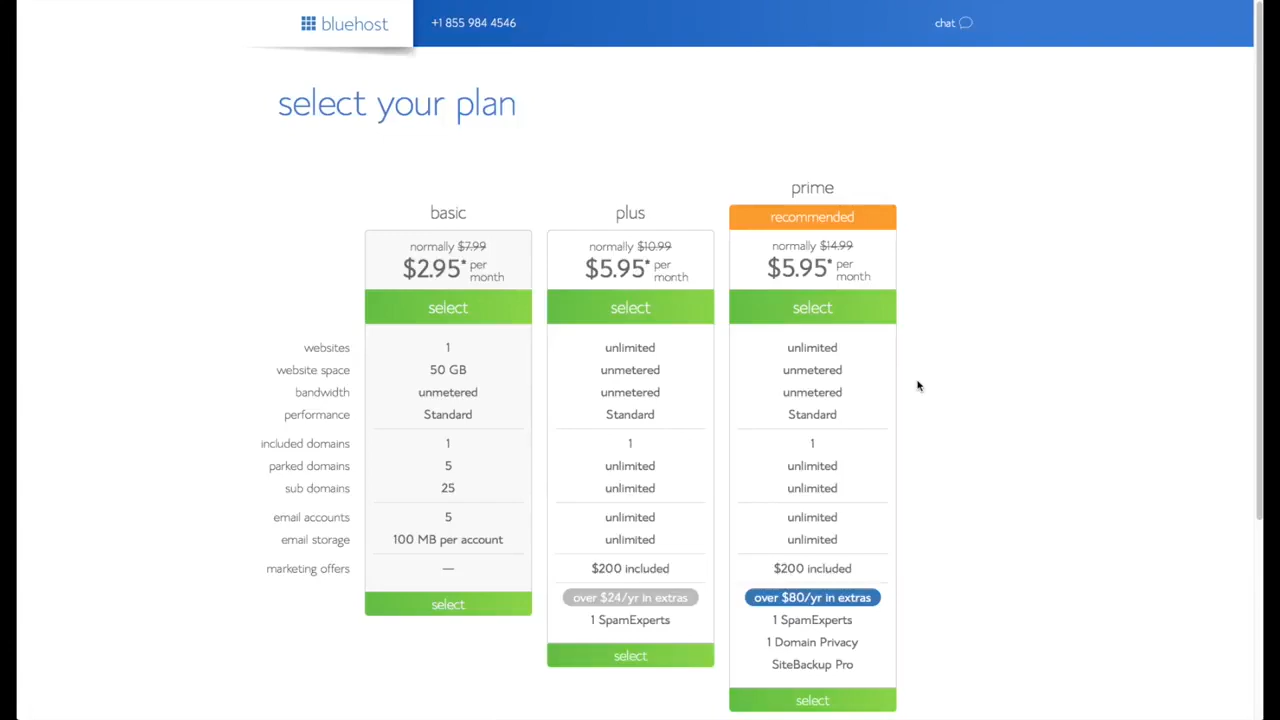 bluehost +1 855 984 4546 chat
select your plan
prime
basic plus recommended
normally $7.99 normally $10.99 normally $14.99
$2.95* per month $5.95* per month $5.95* per month
select select select
websites 1 unlimited unlimited
website space 50 GB unmetered unmetered
bandwidth unmetered unmetered unmetered
performance Standard Standard Standard
included domains 1 1 1
parked domains 5 unlimited unlimited
sub domains 25 unlimited unlimited
email accounts 5 unlimited unlimited
email storage 100 MB per account unlimited unlimited
marketing offers — $200 included $200 included
select over $24/yr in extras over $80/yr in extras
1 SpamExperts 1 SpamExperts
1 Domain Privacy
select SiteBackup Pro
select